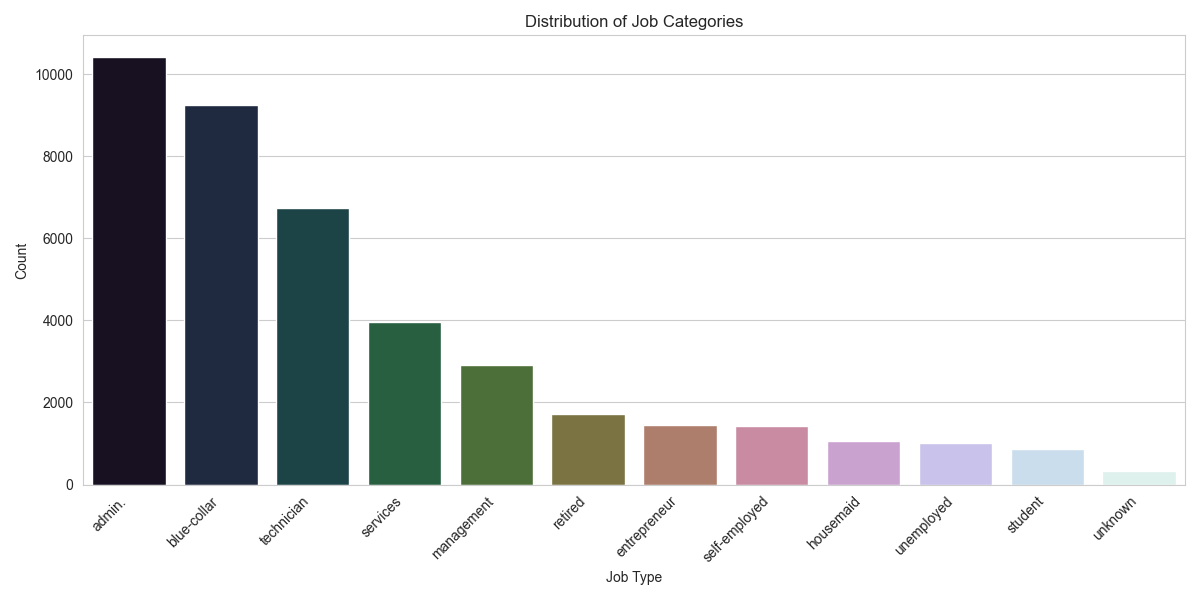 Distribution of Job Categories
10000
8000
6000
4000
2000
0
Count
admin.
blue-collar
technician
services
management
retired
entrepreneur
self-employed
housemaid
unemployed
student
unknown
Job Type